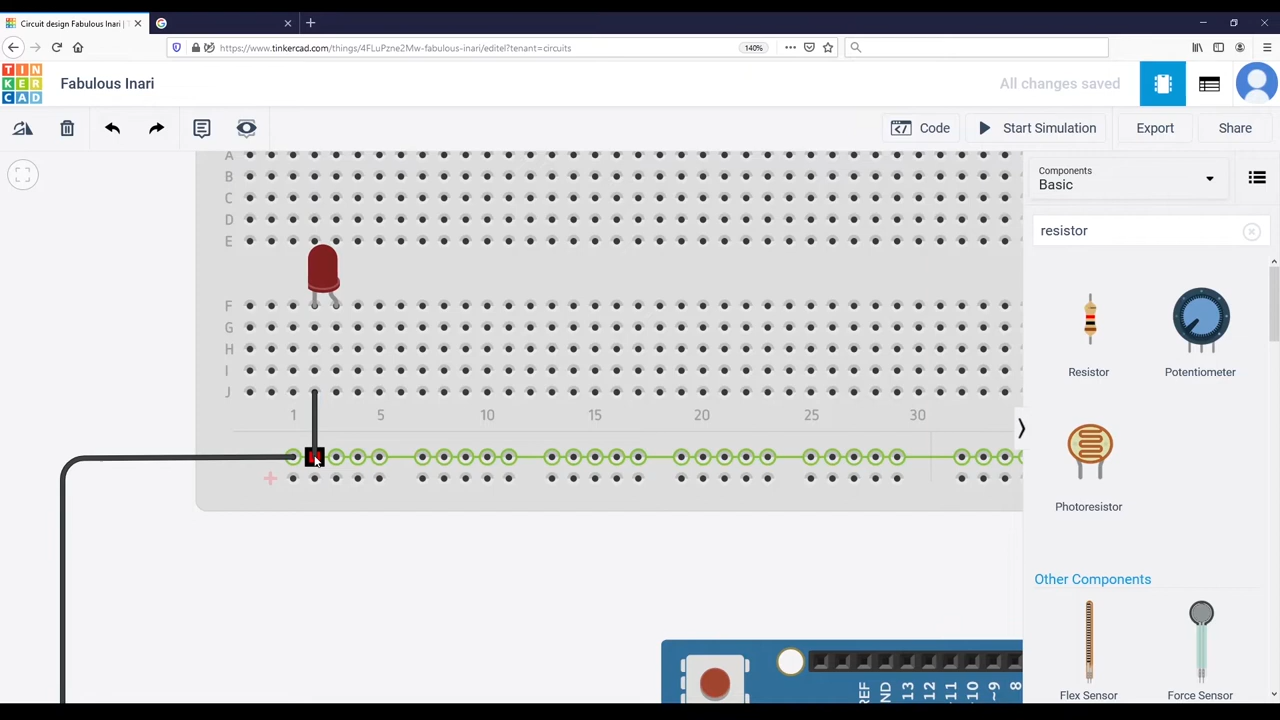 Circuit design Fabulous Inari | T
https://www.tinkercad.com/things/4FLuPzne2Mw-fabulous-inari/editel?tenant=circuits
140%
TIN
KER
CAD
Fabulous Inari
All changes saved
Code
Start Simulation
Export
Share
Components
Basic
resistor
A
B
C
D
E
F
G
H
I
J
1 5 10 15 20 25 30
+
Resistor
Potentiometer
Photoresistor
Other Components
Flex Sensor
Force Sensor
REF
GND
13
12
~11
~10
~9
8